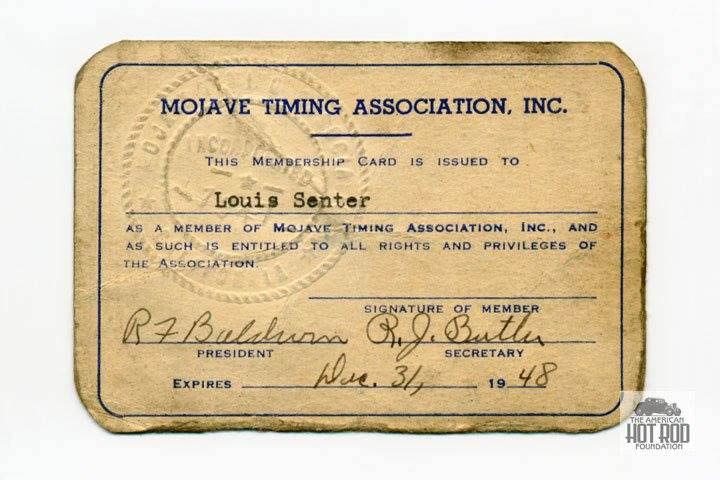 MOJAVE TIMING ASSOCIATION, INC.
THIS MEMBERSHIP CARD IS ISSUED TO
Louis Senter
AS A MEMBER OF MOJAVE TIMING ASSOCIATION, INC., AND
AS SUCH IS ENTITLED TO ALL RIGHTS AND PRIVILEGES OF
THE ASSOCIATION.
SIGNATURE OF MEMBER
R F Baldwin R. J. Butler
PRESIDENT SECRETARY
EXPIRES Dec. 31, 1948
THE AMERICAN
HOT ROD
FOUNDATION